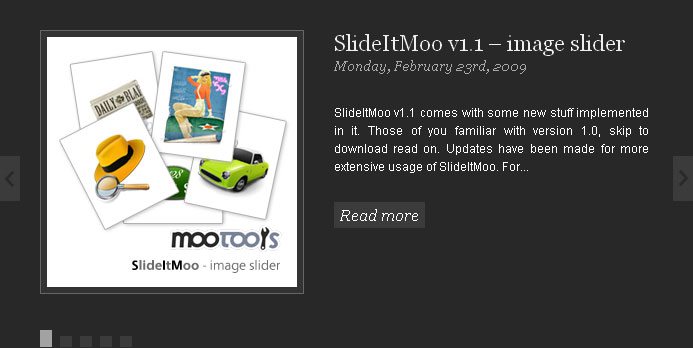 SlideItMoo v1.1 – image slider
Monday, February 23rd, 2009
SlideItMoo v1.1 comes with some new stuff implemented
in it. Those of you familiar with version 1.0, skip to
download read on. Updates have been made for more
extensive usage of SlideItMoo. For...
Read more
DAILY BLA
mootools
SlideItMoo - image slider